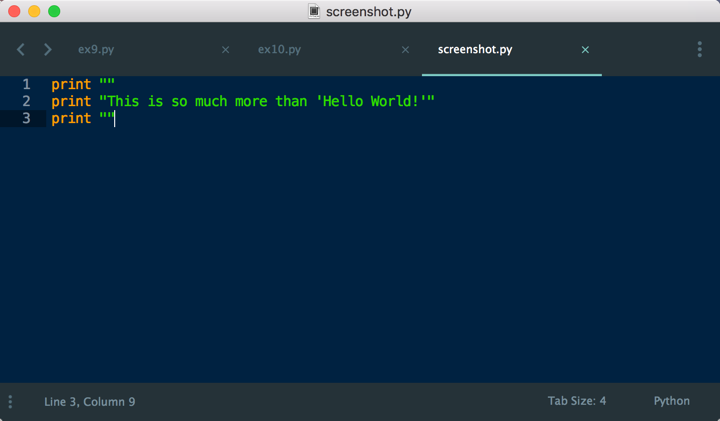 screenshot.py
ex9.py ex10.py screenshot.py
1 print ""
2 print "This is so much more than 'Hello World!'"
3 print ""
Line 3, Column 9 Tab Size: 4 Python